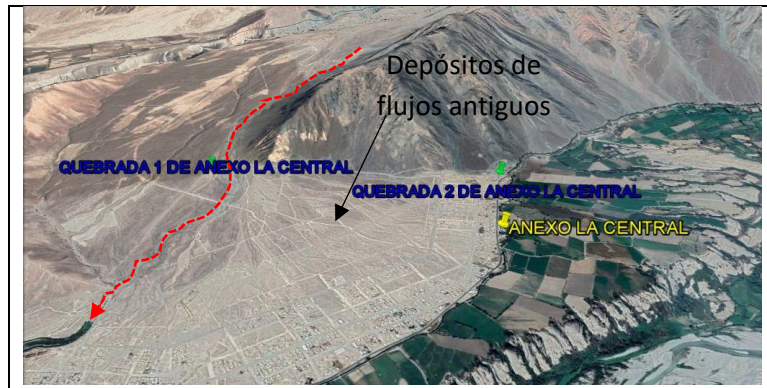 Depósitos de
flujos antiguos
QUEBRADA 1 DE ANEXO LA CENTRAL
QUEBRADA 2 DE ANEXO LA CENTRAL
ANEXO LA CENTRAL